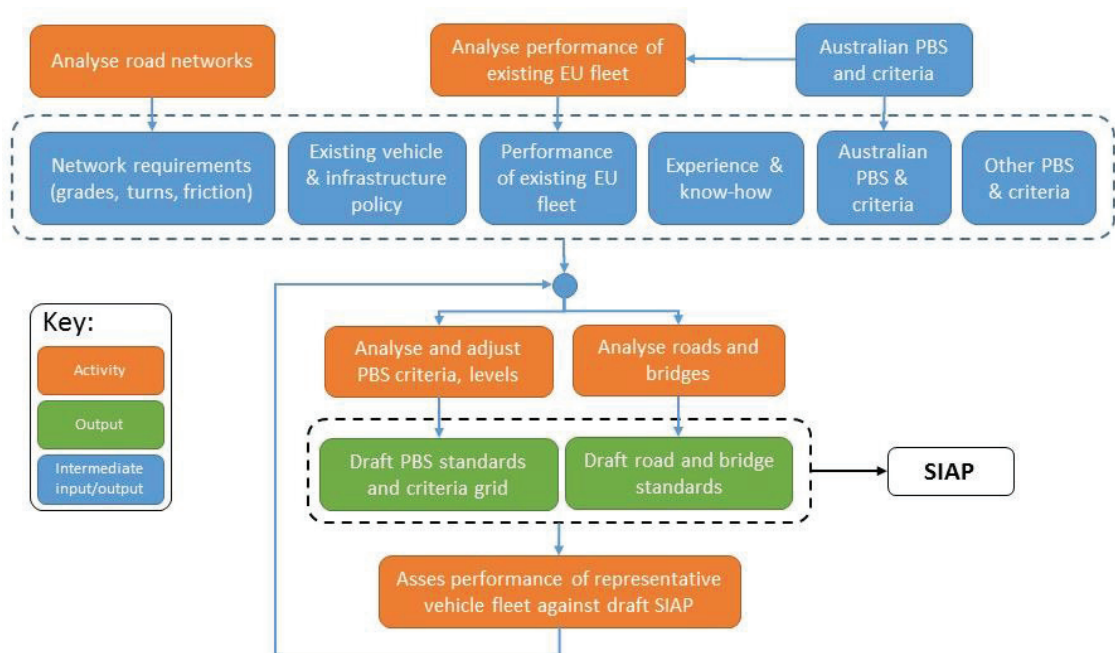 Analyse road networks
Analyse performance of
existing EU fleet
Australian PBS
and criteria
Network requirements
(grades, turns, friction)
Existing vehicle
& infrastructure
policy
Performance
of existing EU
fleet
Experience &
know-how
Australian
PBS &
criteria
Other PBS
& criteria
Key:
Activity
Output
Intermediate
input/output
Analyse and adjust
PBS criteria, levels
Analyse roads and
bridges
Draft PBS standards
and criteria grid
Draft road and bridge
standards
SIAP
Asses performance of representative
vehicle fleet against draft SIAP